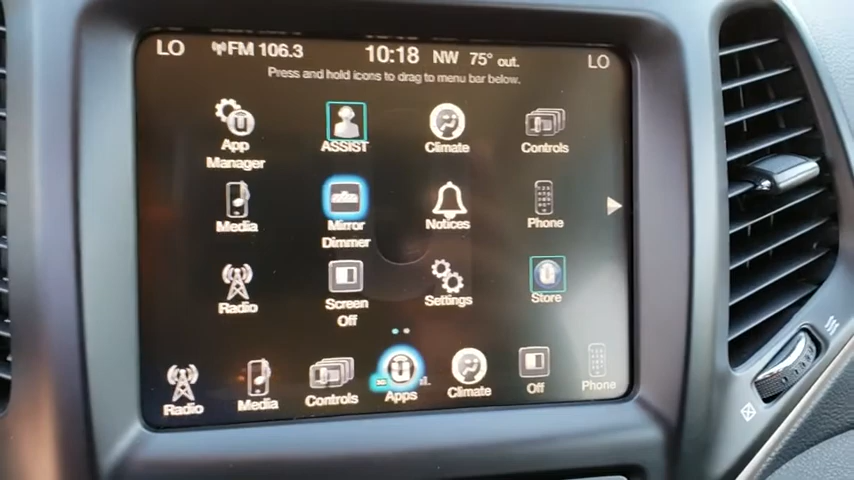 LO FM 106.3 10:18 NW 75° out. LO
Press and hold icons to drag to menu bar below.
App Manager
ASSIST
Climate
Controls
Media
Mirror Dimmer
Notices
Phone
Radio
Screen Off
Settings
Store
Radio
Media
Controls
Apps
Climate
Off
Phone